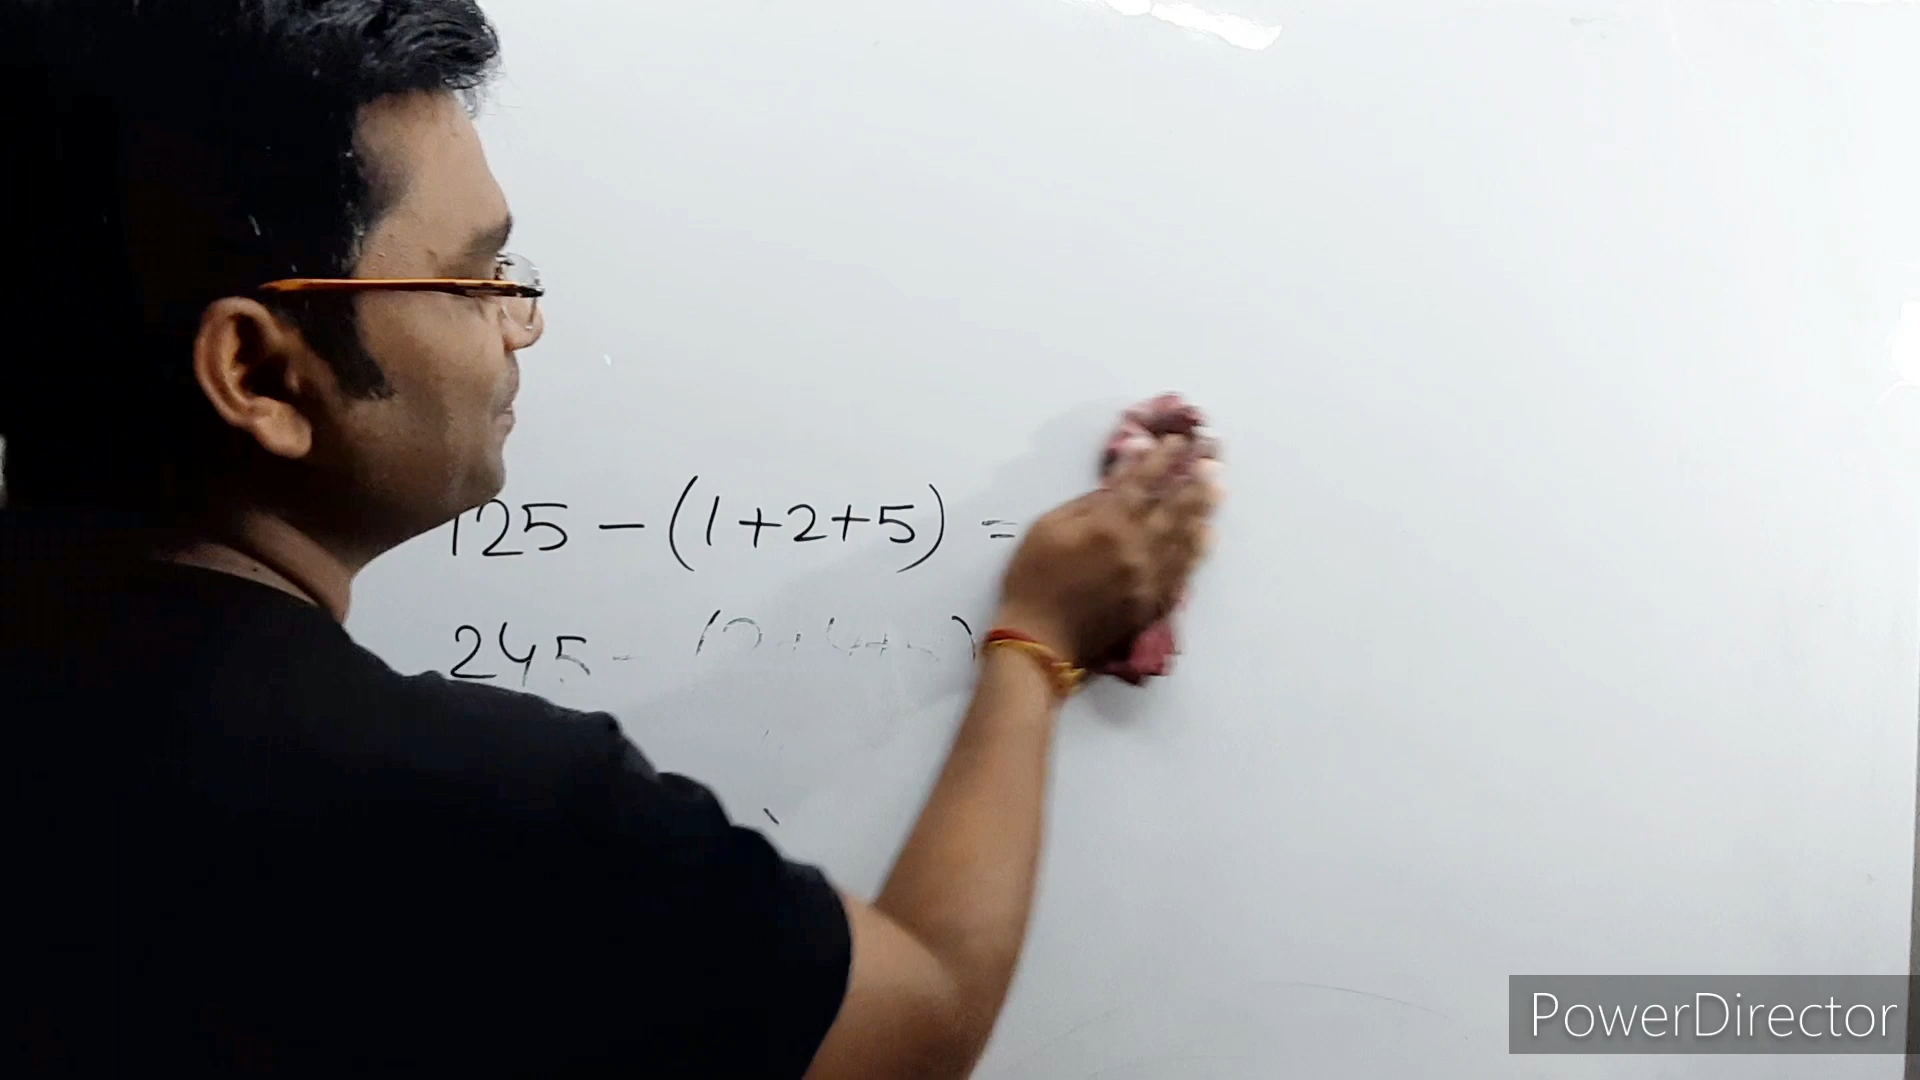 125 - (1+2+5) =
245 -
PowerDirector